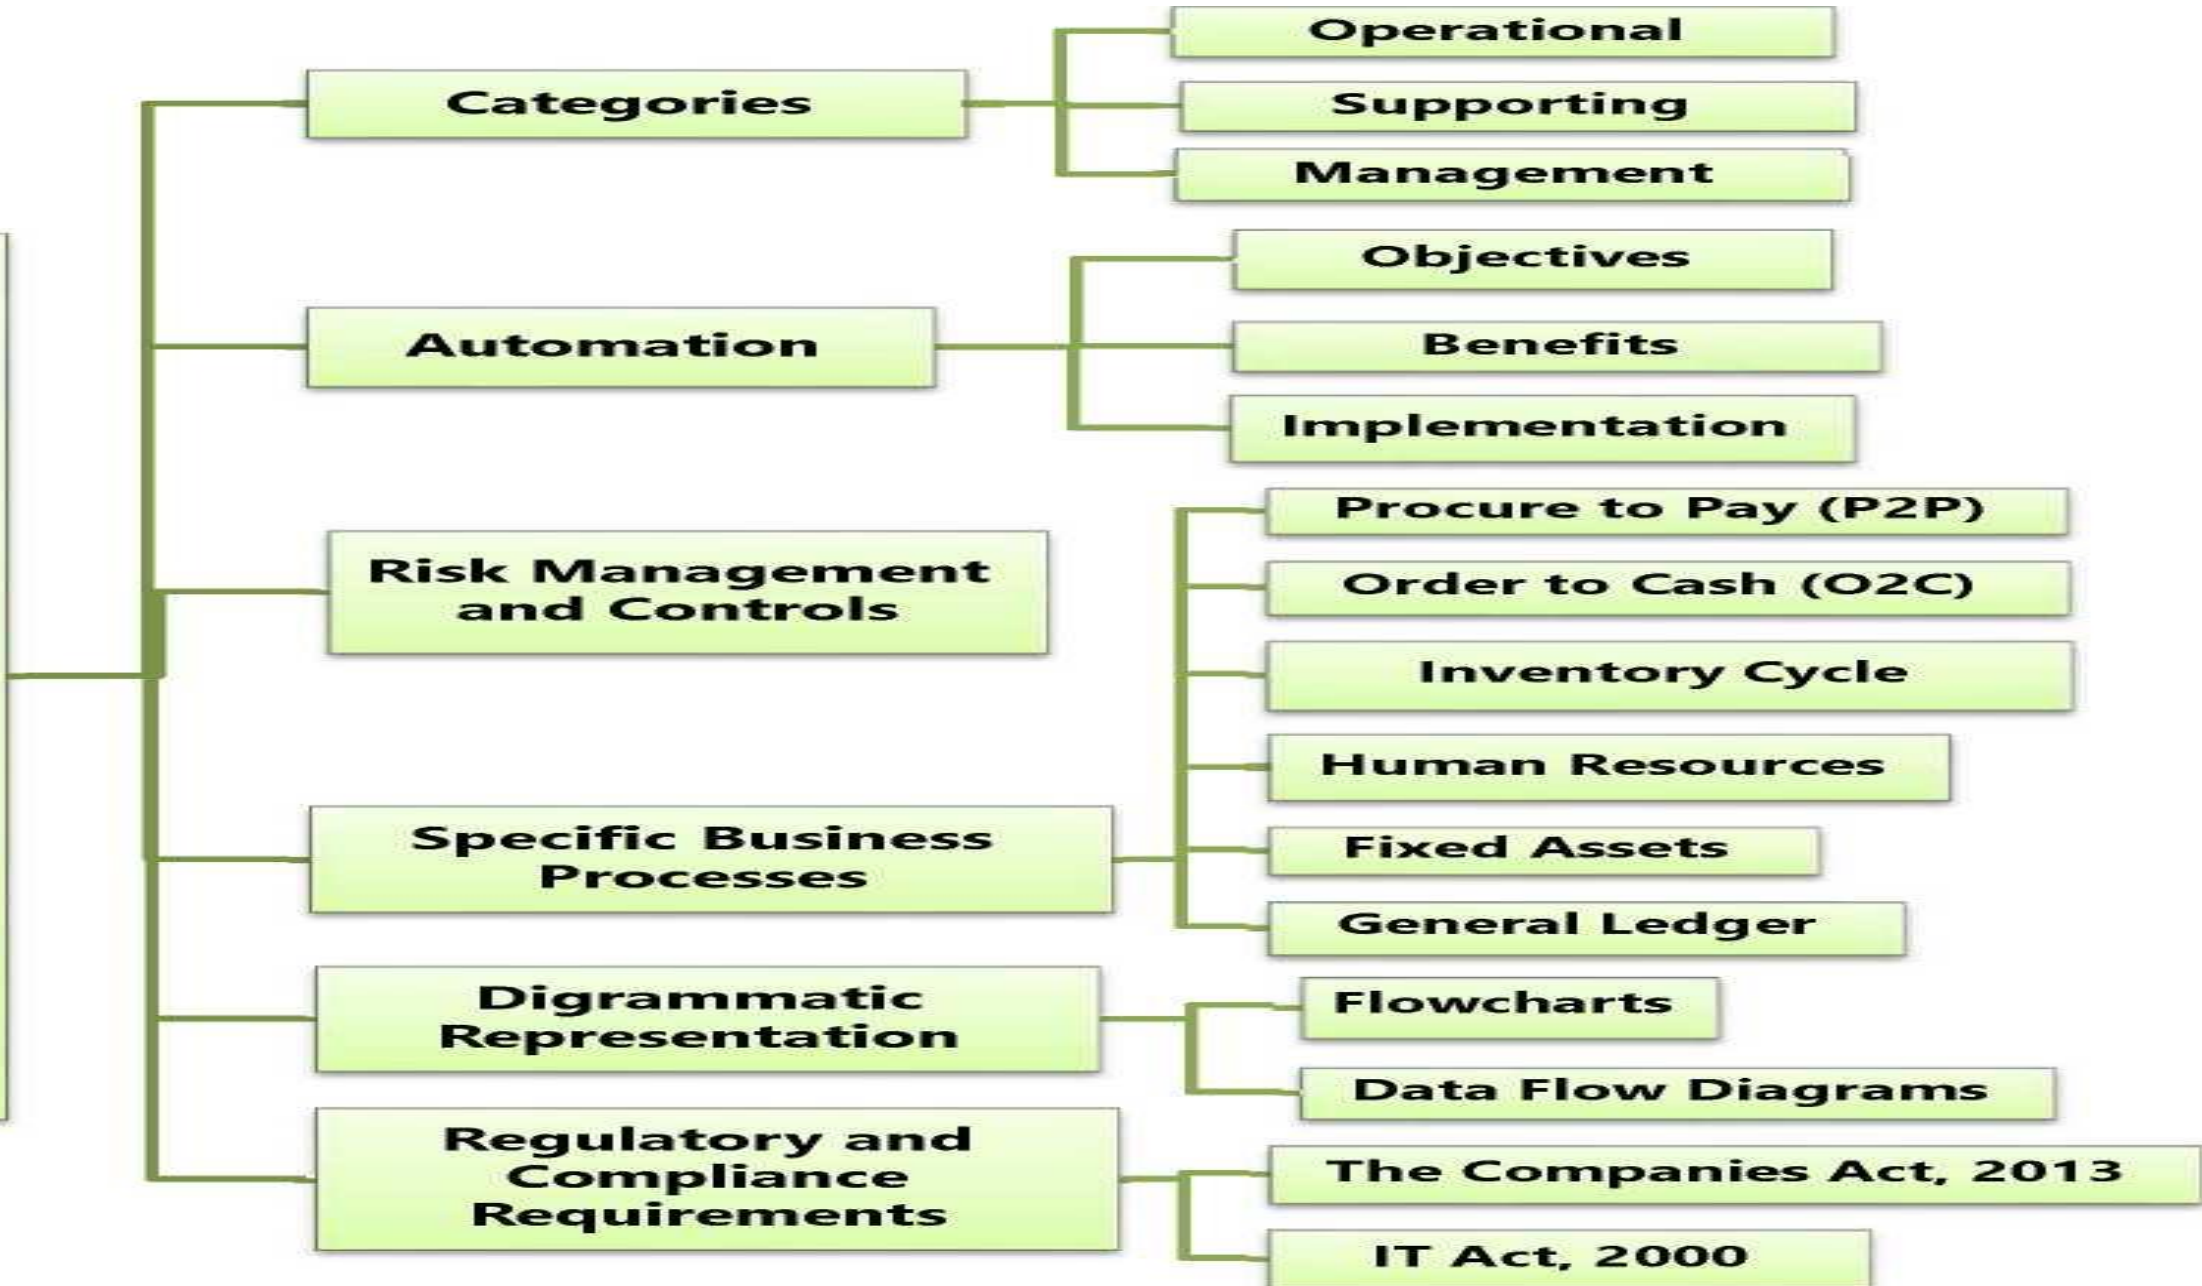 Categories
Operational
Supporting
Management
Automation
Objectives
Benefits
Implementation
Risk Management
and Controls
Specific Business
Processes
Procure to Pay (P2P)
Order to Cash (O2C)
Inventory Cycle
Human Resources
Fixed Assets
General Ledger
Digrammatic
Representation
Flowcharts
Data Flow Diagrams
Regulatory and
Compliance
Requirements
The Companies Act, 2013
IT Act, 2000